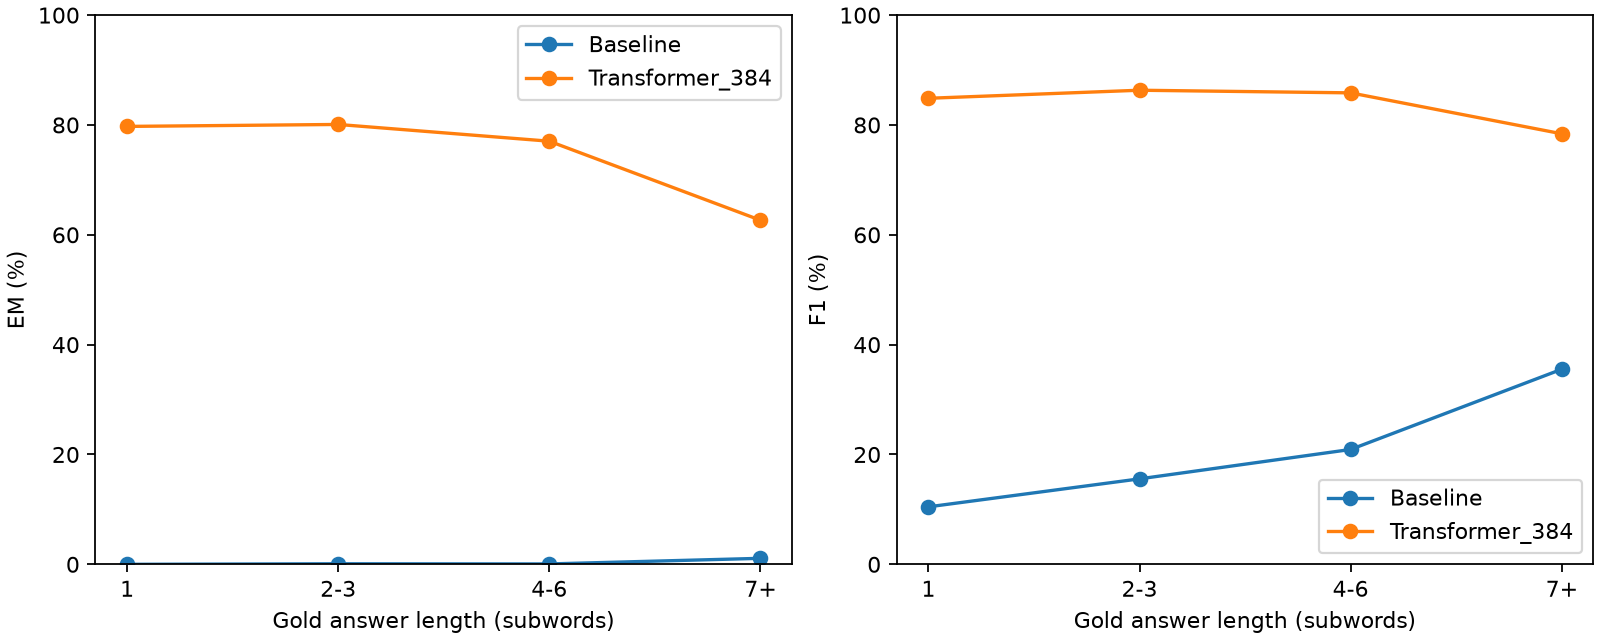 100
80
60
40
20
0
EM (%)
Baseline
Transformer_384
1
2-3
4-6
7+
Gold answer length (subwords)
100
80
60
40
20
0
F1 (%)
Baseline
Transformer_384
1
2-3
4-6
7+
Gold answer length (subwords)